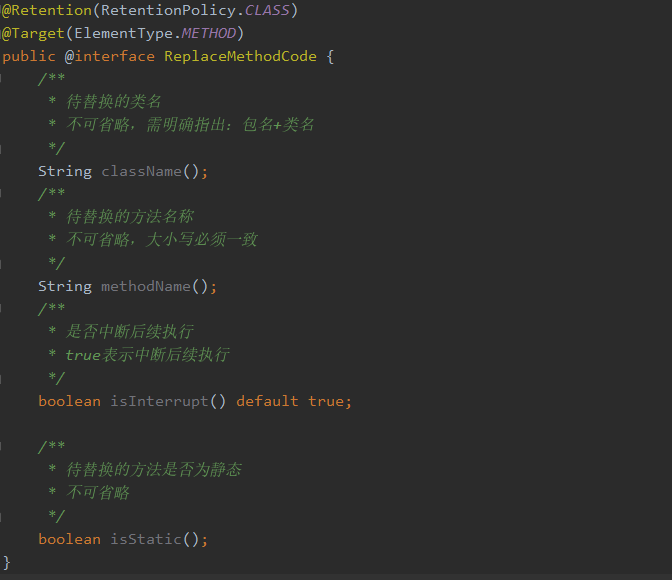 @Retention(RetentionPolicy.CLASS)
@Target(ElementType.METHOD)
public @interface ReplaceMethodCode {
    /**
     * 待替换的类名
     * 不可省略，需明确指出：包名+类名
     */
    String className();
    /**
     * 待替换的方法名称
     * 不可省略，大小写必须一致
     */
    String methodName();
    /**
     * 是否中断后续执行
     * true表示中断后续执行
     */
    boolean isInterrupt() default true;

    /**
     * 待替换的方法是否为静态
     * 不可省略
     */
    boolean isStatic();
}